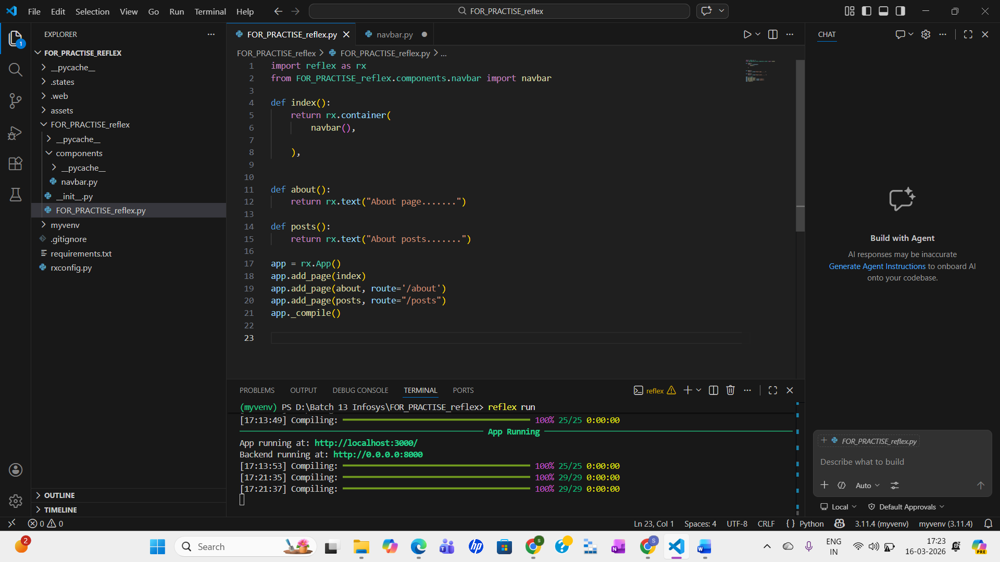 File Edit Selection View Go Run Terminal Help
FOR_PRACTISE_reflex
EXPLORER
1
FOR_PRACTISE_REFLEX
__pycache__
.states
.web
assets
FOR_PRACTISE_reflex
__pycache__
components
__pycache__
navbar.py
__init__.py
FOR_PRACTISE_reflex.py
myvenv
.gitignore
requirements.txt
rxconfig.py
OUTLINE
TIMELINE
FOR_PRACTISE_reflex.py navbar.py
FOR_PRACTISE_reflex > FOR_PRACTISE_reflex.py > ...
1 import reflex as rx
2 from FOR_PRACTISE_reflex.components.navbar import navbar
3
4 def index():
5 return rx.container(
6 navbar(),
7
8 ),
9
10
11 def about():
12 return rx.text("About page.......")
13
14 def posts():
15 return rx.text("About posts.......")
16
17 app = rx.App()
18 app.add_page(index)
19 app.add_page(about, route='/about')
20 app.add_page(posts, route="/posts")
21 app._compile()
22
23
PROBLEMS OUTPUT DEBUG CONSOLE TERMINAL PORTS
reflex
(myvenv) PS D:\Batch 13 Infosys\FOR_PRACTISE_reflex> reflex run
[17:13:49] Compiling: 100% 25/25 0:00:00
App Running
App running at: http://localhost:3000/
Backend running at: http://0.0.0.0:8000
[17:13:53] Compiling: 100% 25/25 0:00:00
[17:21:35] Compiling: 100% 29/29 0:00:00
[17:21:37] Compiling: 100% 29/29 0:00:00
CHAT
Build with Agent
AI responses may be inaccurate
Generate Agent Instructions to onboard AI
onto your codebase.
FOR_PRACTISE_reflex.py
Describe what to build
Auto
Local Default Approvals
0 0
Ln 23, Col 1 Spaces: 4 UTF-8 CRLF { } Python 3.11.4 (myvenv) myvenv (3.11.4)
2
Search
ENG
IN
17:23
16-03-2026
PRE